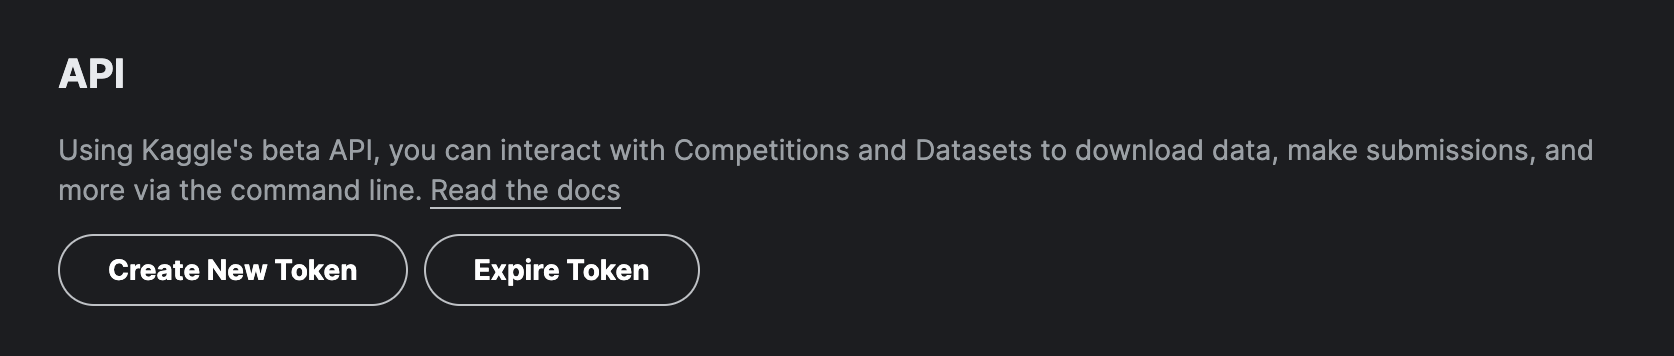 API
Using Kaggle's beta API, you can interact with Competitions and Datasets to download data, make submissions, and
more via the command line. Read the docs
Create New Token Expire Token